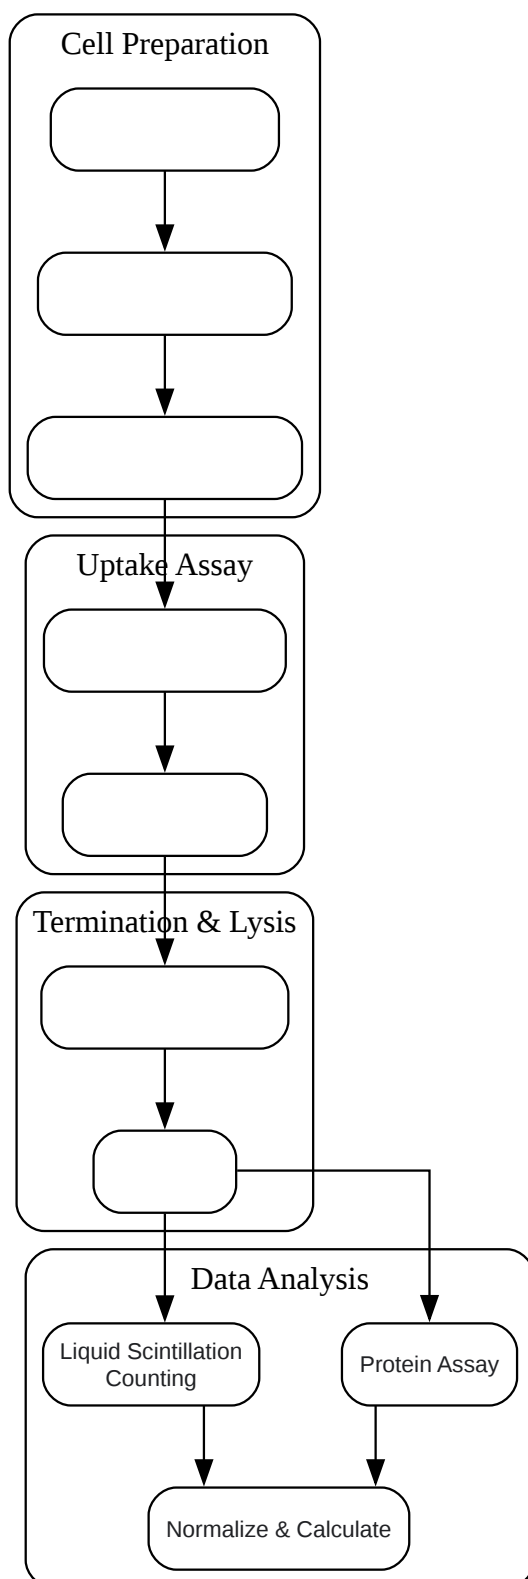 Cell Preparation
Uptake Assay
Termination & Lysis
Data Analysis
Liquid Scintillation
Counting
Protein Assay
Normalize & Calculate